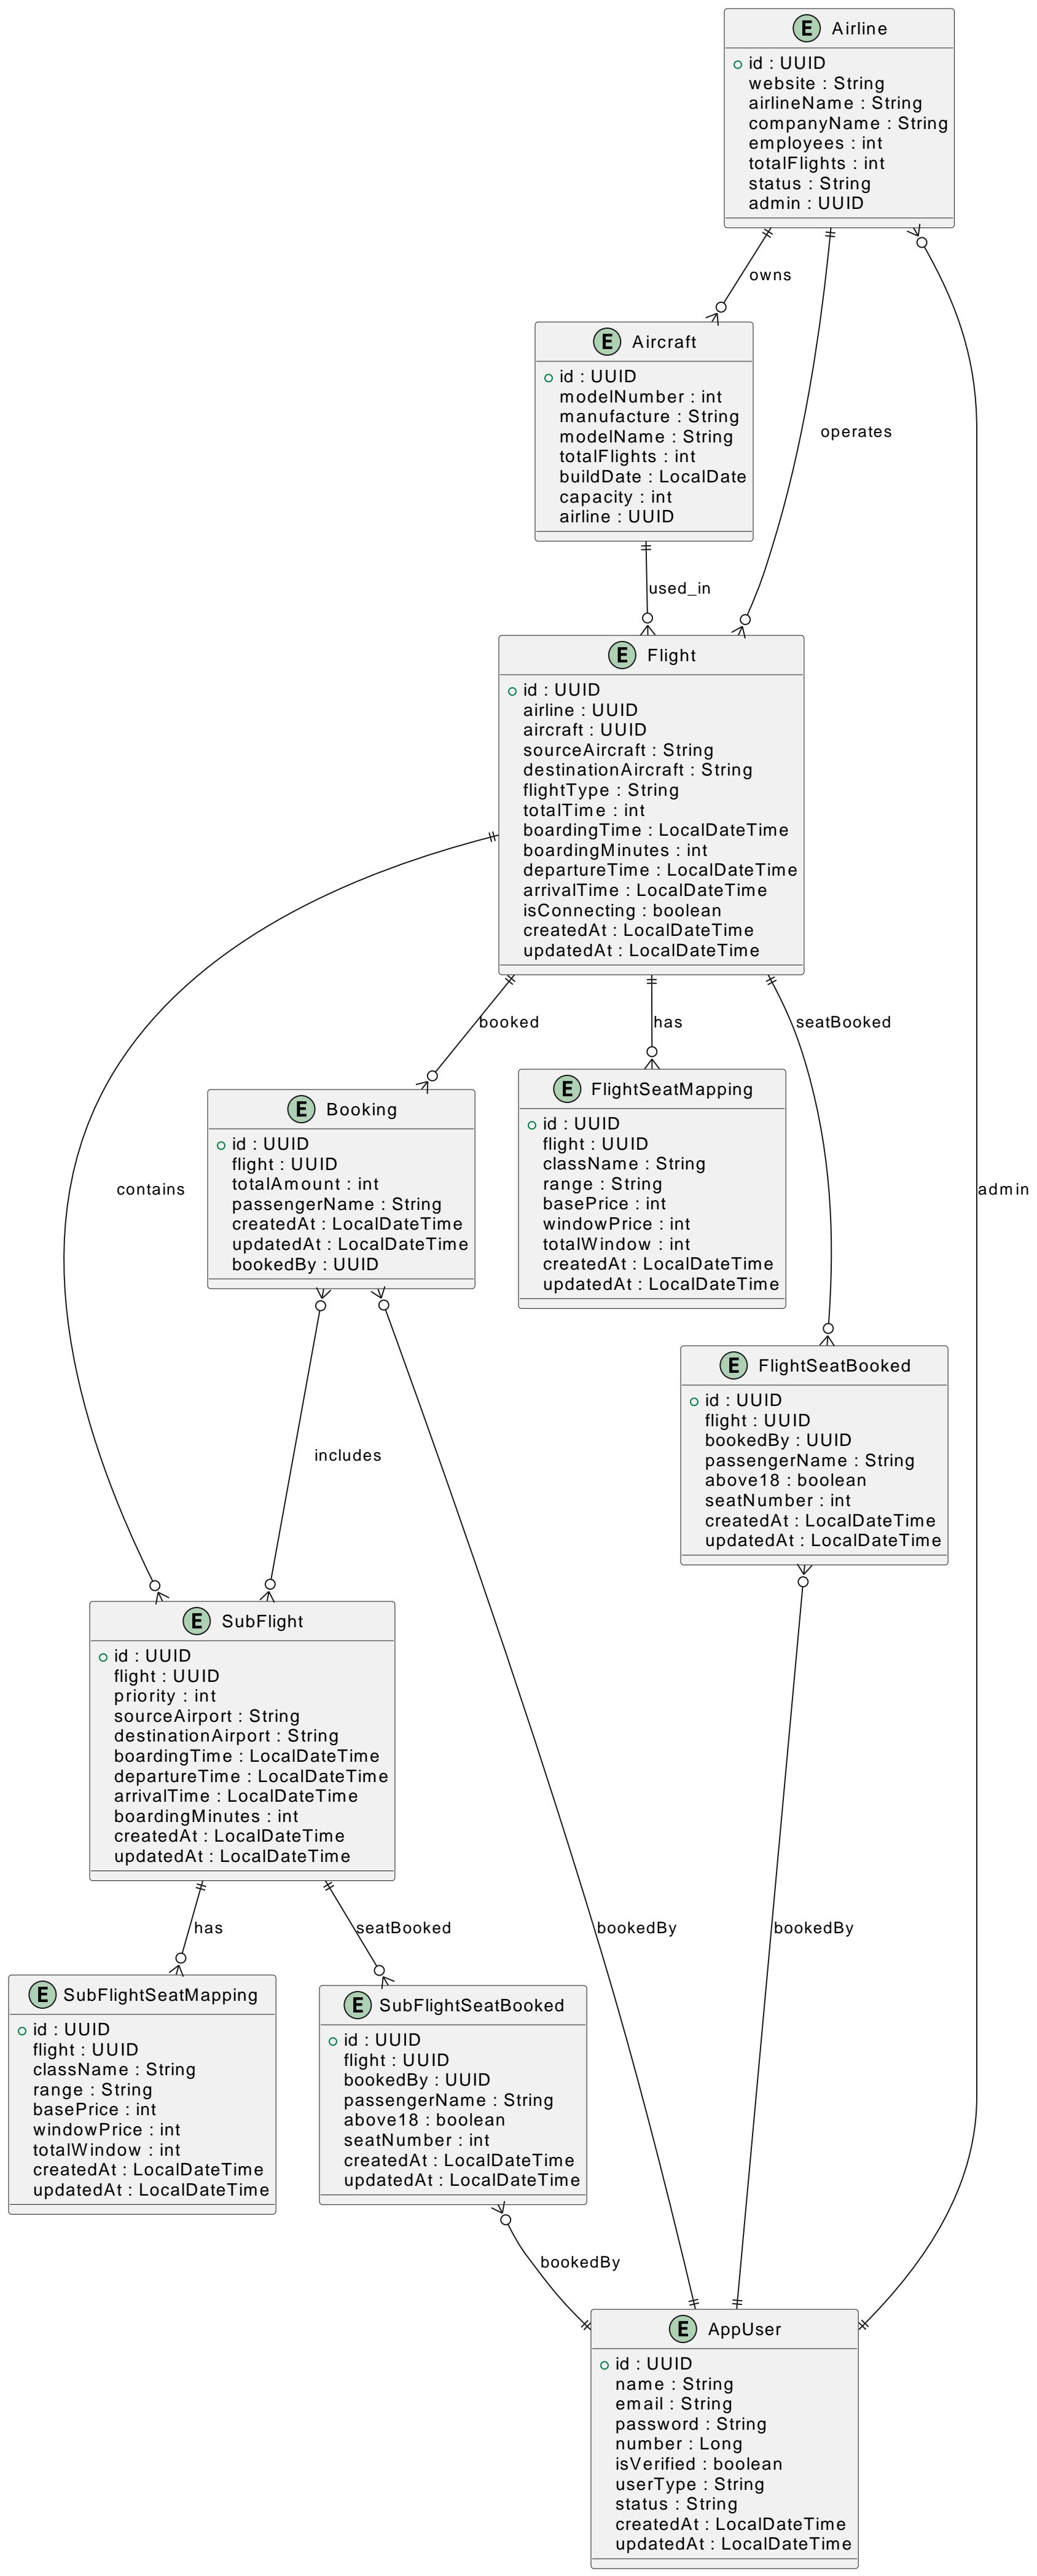 E Airline
id : UUID
website : String
airlineName : String
companyName : String
employees : int
totalFlights : int
status : String
admin : UUID
owns
E Aircraft
id : UUID
modelNumber : int
manufacture : String
modelName : String
totalFlights : int
buildDate : LocalDate
capacity : int
airline : UUID
operates
used_in
E Flight
id : UUID
airline : UUID
aircraft : UUID
sourceAircraft : String
destinationAircraft : String
flightType : String
totalTime : int
boardingTime : LocalDateTime
boardingMinutes : int
departureTime : LocalDateTime
arrivalTime : LocalDateTime
isConnecting : boolean
createdAt : LocalDateTime
updatedAt : LocalDateTime
booked
has
seatBooked
E Booking
id : UUID
flight : UUID
totalAmount : int
passengerName : String
createdAt : LocalDateTime
updatedAt : LocalDateTime
bookedBy : UUID
E FlightSeatMapping
id : UUID
flight : UUID
className : String
range : String
basePrice : int
windowPrice : int
totalWindow : int
createdAt : LocalDateTime
updatedAt : LocalDateTime
contains
admin
E FlightSeatBooked
id : UUID
flight : UUID
bookedBy : UUID
passengerName : String
above18 : boolean
seatNumber : int
createdAt : LocalDateTime
updatedAt : LocalDateTime
includes
E SubFlight
id : UUID
flight : UUID
priority : int
sourceAirport : String
destinationAirport : String
boardingTime : LocalDateTime
departureTime : LocalDateTime
arrivalTime : LocalDateTime
boardingMinutes : int
createdAt : LocalDateTime
updatedAt : LocalDateTime
has
seatBooked
bookedBy
bookedBy
E SubFlightSeatMapping
id : UUID
flight : UUID
className : String
range : String
basePrice : int
windowPrice : int
totalWindow : int
createdAt : LocalDateTime
updatedAt : LocalDateTime
E SubFlightSeatBooked
id : UUID
flight : UUID
bookedBy : UUID
passengerName : String
above18 : boolean
seatNumber : int
createdAt : LocalDateTime
updatedAt : LocalDateTime
bookedBy
E AppUser
id : UUID
name : String
email : String
password : String
number : Long
isVerified : boolean
userType : String
status : String
createdAt : LocalDateTime
updatedAt : LocalDateTime